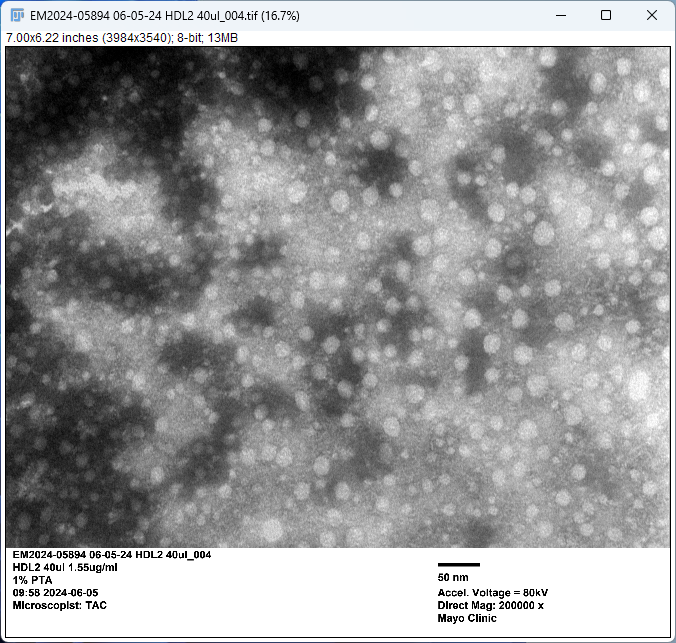 EM2024-05894 06-05-24 HDL2 40ul_004.tif (16.7%)
7.00x6.22 inches (3984x3540); 8-bit; 13MB
EM2024-05894 06-05-24 HDL2 40ul_004
HDL2 40ul 1.55ug/ml
1% PTA
09:58 2024-06-05
Microscopist: TAC
50 nm
Accel. Voltage = 80kV
Direct Mag: 200000 x
Mayo Clinic